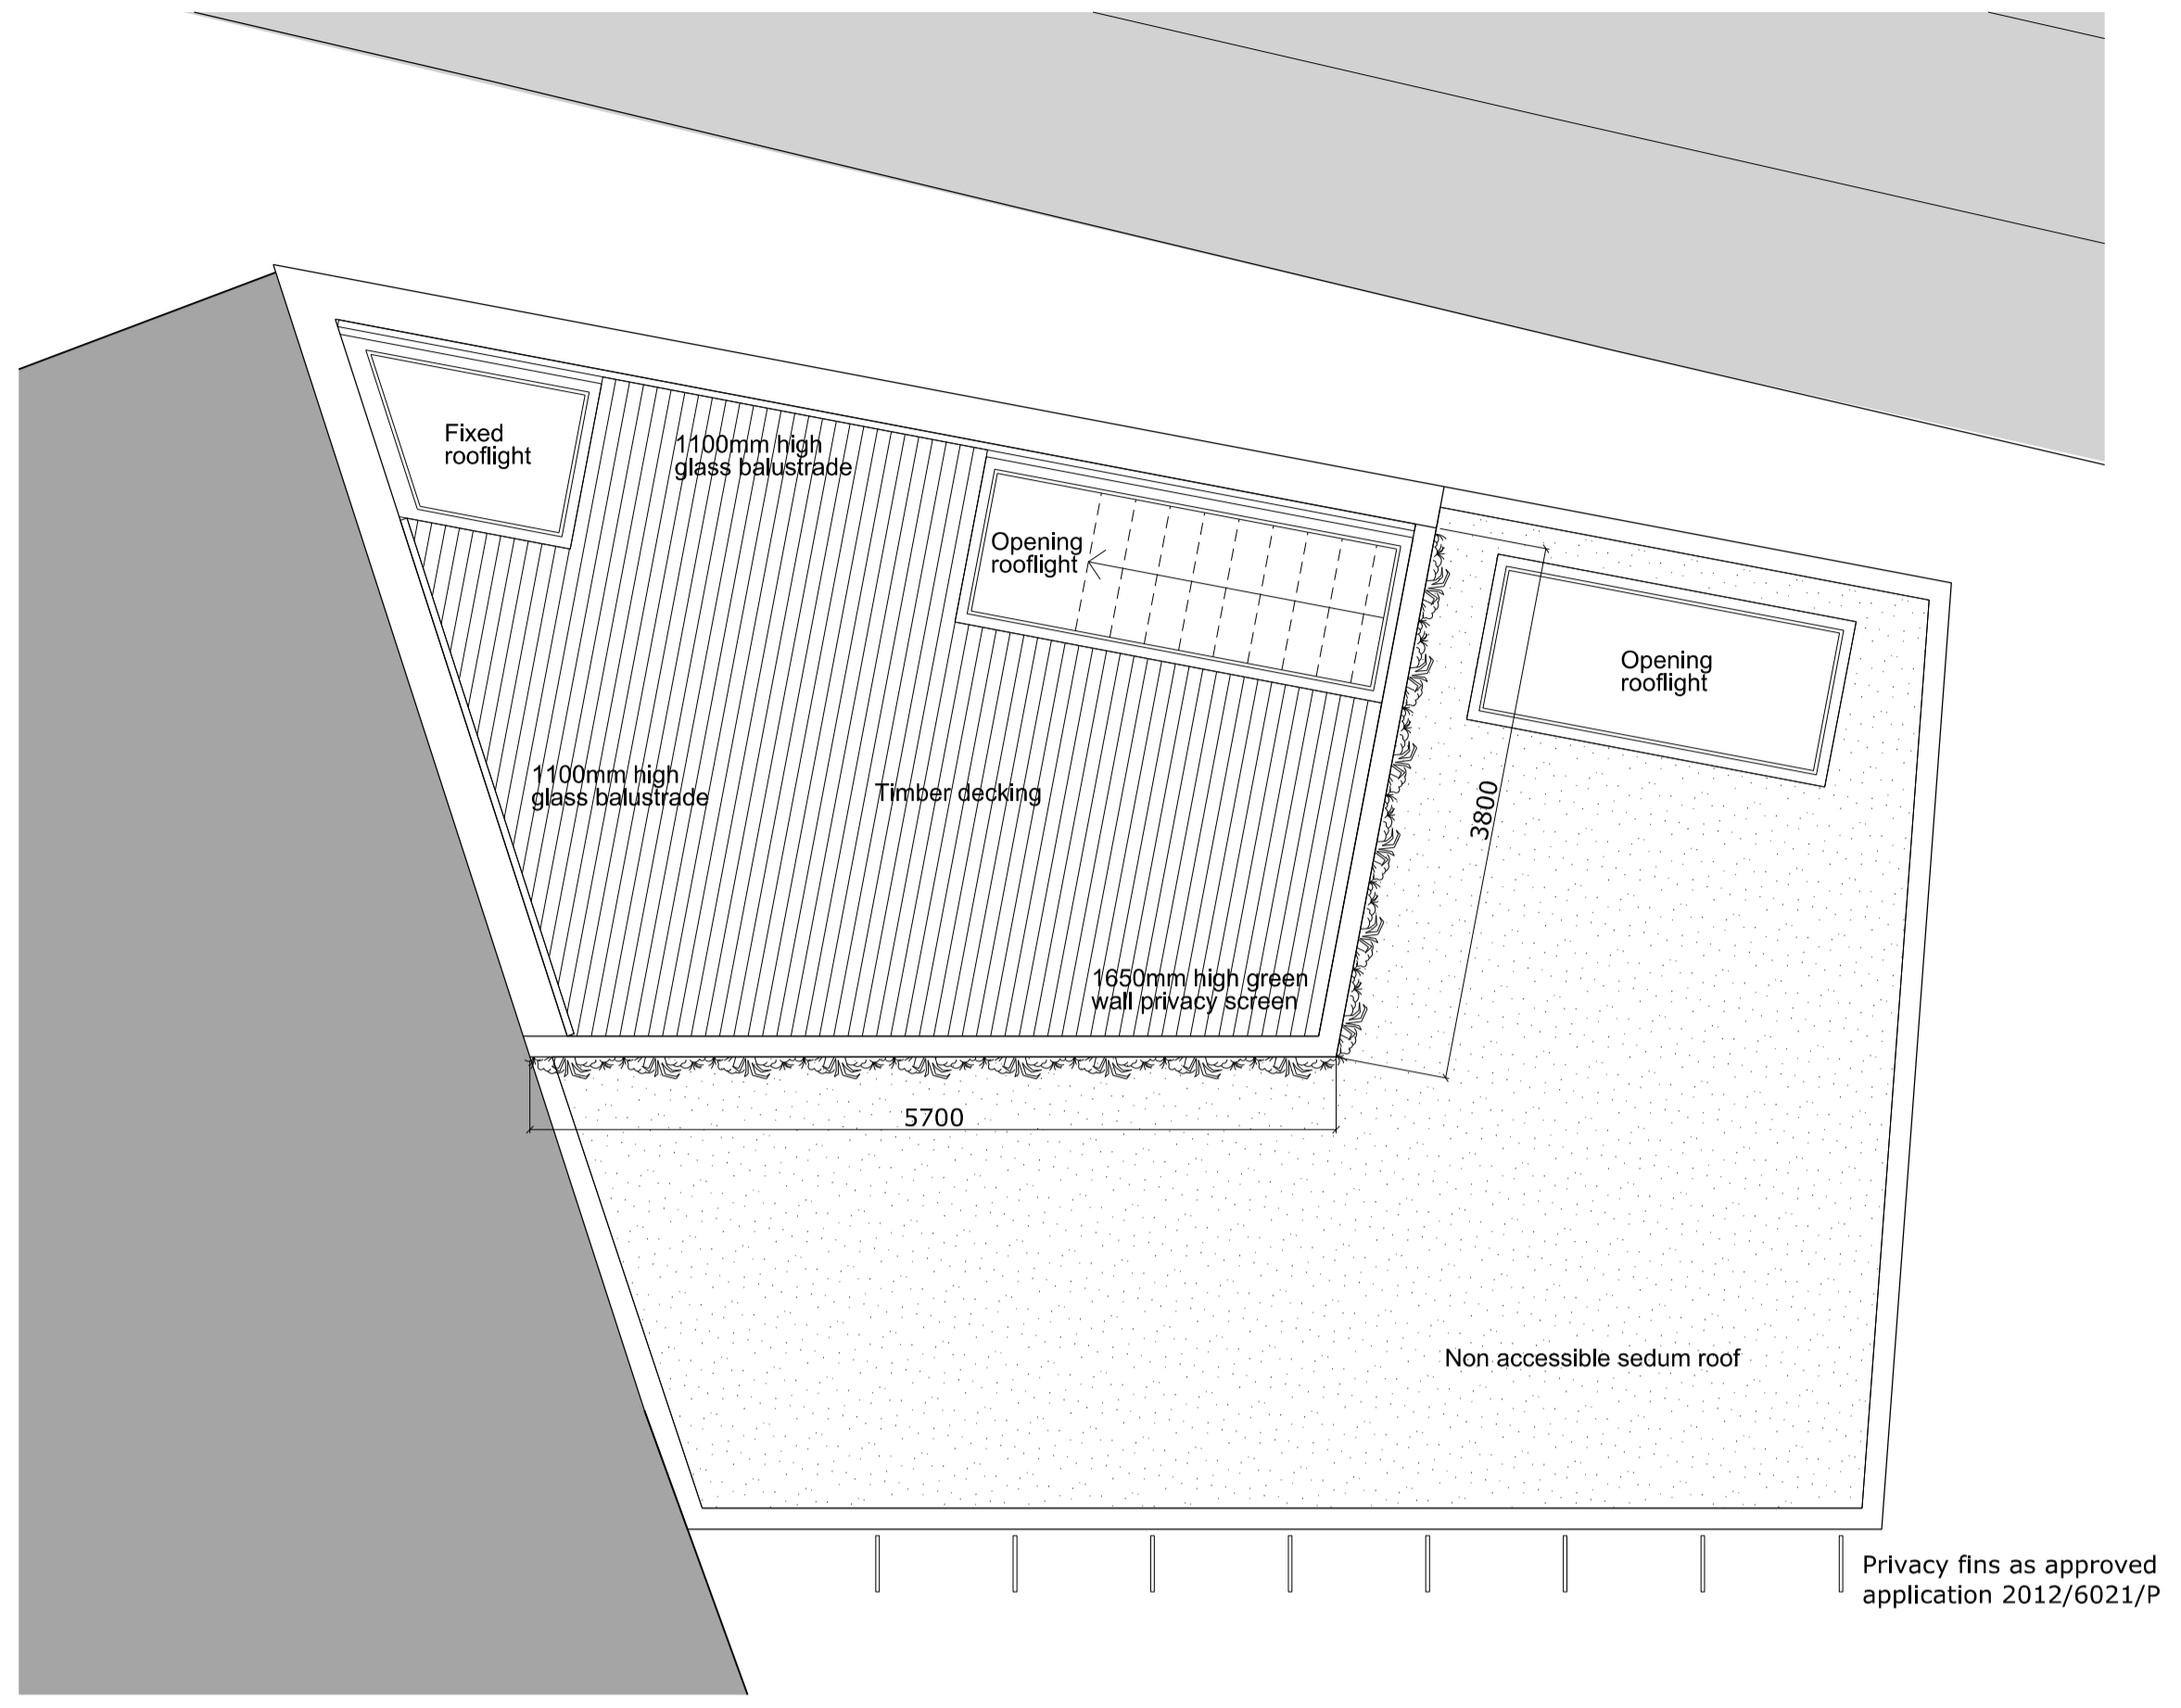 Fixed
rooflight
1100mm high
glass balustrade
Opening
rooflight
Opening
rooflight
1100mm high
glass balustrade
Timber decking
3800
1650mm high green
wall privacy screen
5700
Non accessible sedum roof
Privacy fins as approved
application 2012/6021/P